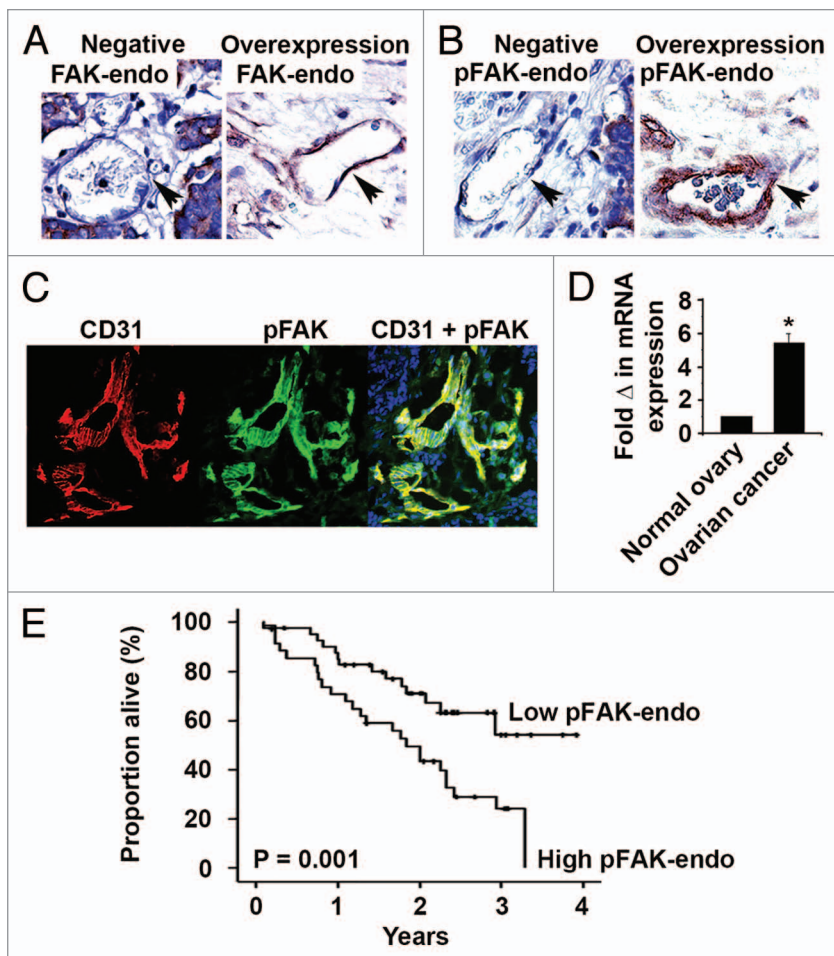 A
Negative
FAK-endo
Overexpression
FAK-endo
B
Negative
pFAK-endo
Overexpression
pFAK-endo
C
CD31
pFAK
CD31 + pFAK
D
Fold Δ in mRNA
expression
8
6
4
2
0
*
Normal ovary
Ovarian cancer
E
Proportion alive (%)
100
80
60
40
20
0
Low pFAK-endo
High pFAK-endo
P = 0.001
0 1 2 3 4
Years